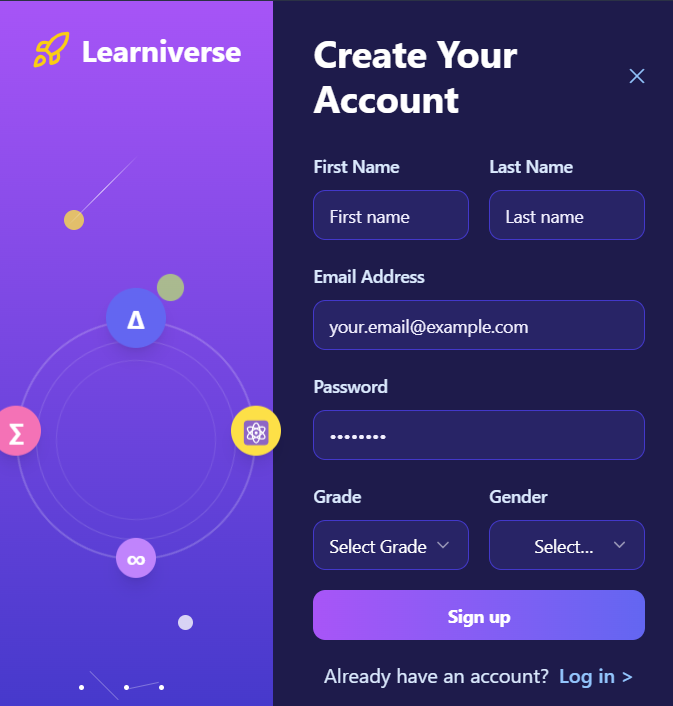 Learniverse
Δ
Σ
∞
Create Your
Account
First Name
Last Name
First name
Last name
Email Address
your.email@example.com
Password
••••••••
Grade
Gender
Select Grade
Select...
Sign up
Already have an account? Log in >